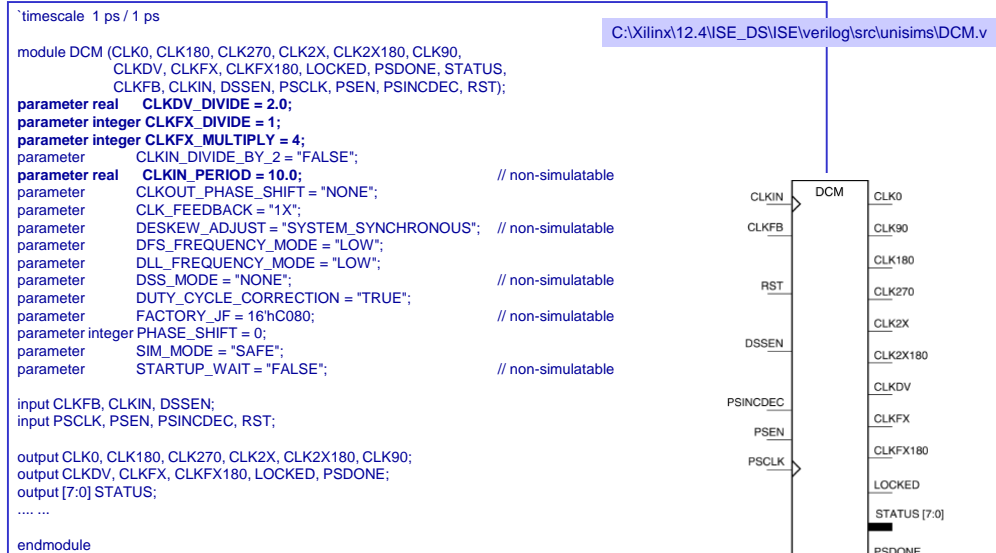 `timescale 1 ps / 1 ps
C:\Xilinx\12.4\ISE_DS\ISE\verilog\src\unisims\DCM.v
module DCM (CLK0, CLK180, CLK270, CLK2X, CLK2X180, CLK90,
CLKDV, CLKFX, CLKFX180, LOCKED, PSDONE, STATUS,
CLKFB, CLKIN, DSSEN, PSCLK, PSEN, PSINCDEC, RST);
parameter real CLKDV_DIVIDE = 2.0;
parameter integer CLKFX_DIVIDE = 1;
parameter integer CLKFX_MULTIPLY = 4;
parameter CLKIN_DIVIDE_BY_2 = "FALSE";
parameter real CLKIN_PERIOD = 10.0; // non-simulatable
parameter CLKOUT_PHASE_SHIFT = "NONE";
parameter CLK_FEEDBACK = "1X";
parameter DESKEW_ADJUST = "SYSTEM_SYNCHRONOUS"; // non-simulatable
parameter DFS_FREQUENCY_MODE = "LOW";
parameter DLL_FREQUENCY_MODE = "LOW";
parameter DSS_MODE = "NONE"; // non-simulatable
parameter DUTY_CYCLE_CORRECTION = "TRUE";
parameter FACTORY_JF = 16'hC080; // non-simulatable
parameter integer PHASE_SHIFT = 0;
parameter SIM_MODE = "SAFE";
parameter STARTUP_WAIT = "FALSE"; // non-simulatable
input CLKFB, CLKIN, DSSEN;
input PSCLK, PSEN, PSINCDEC, RST;
output CLK0, CLK180, CLK270, CLK2X, CLK2X180, CLK90;
output CLKDV, CLKFX, CLKFX180, LOCKED, PSDONE;
output [7:0] STATUS;
.... ...
endmodule
DCM
CLKIN
CLKFB
RST
DSSEN
PSINCDEC
PSEN
PSCLK
CLK0
CLK90
CLK180
CLK270
CLK2X
CLK2X180
CLKDV
CLKFX
CLKFX180
LOCKED
STATUS [7:0]
PSDONE